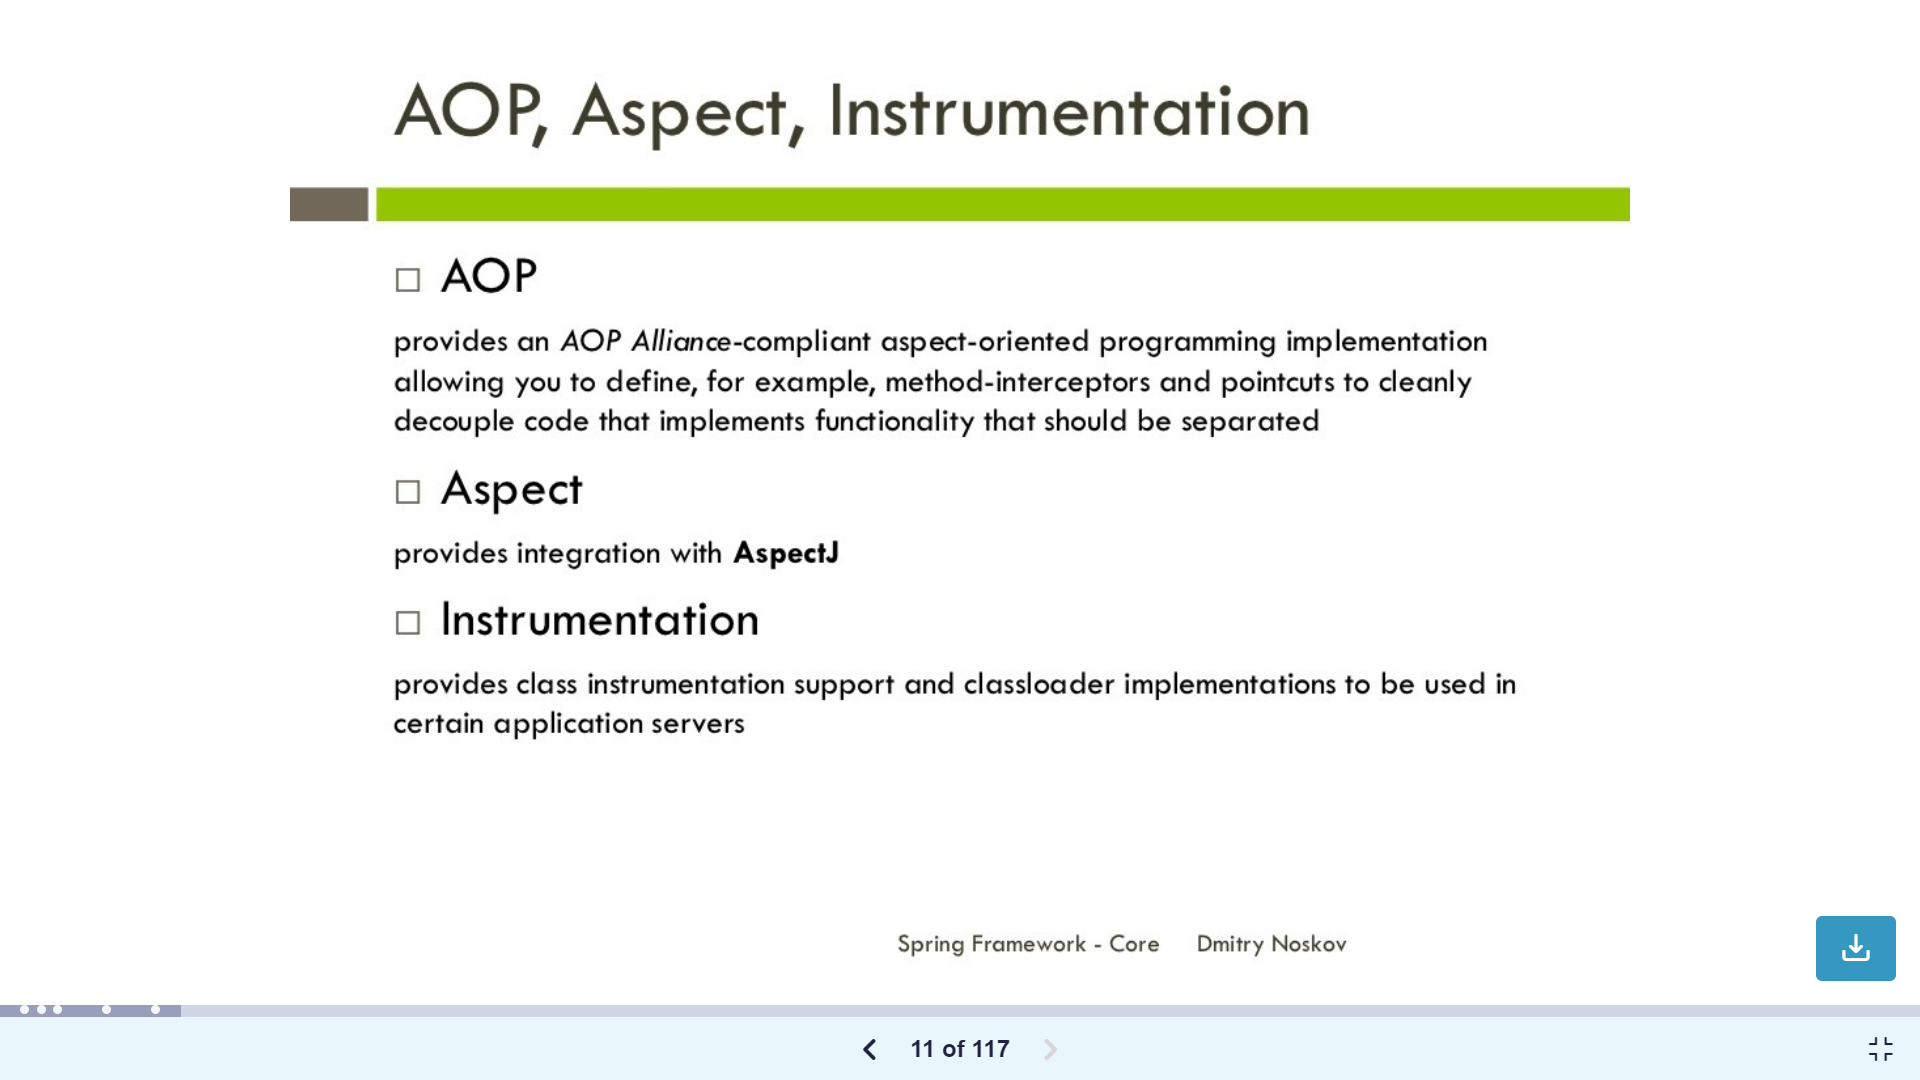 AOP, Aspect, Instrumentation
AOP
provides an AOP Alliance-compliant aspect-oriented programming implementation
allowing you to define, for example, method-interceptors and pointcuts to cleanly
decouple code that implements functionality that should be separated
Aspect
provides integration with AspectJ
Instrumentation
provides class instrumentation support and classloader implementations to be used in
certain application servers
Spring Framework - Core Dmitry Noskov
11 of 117